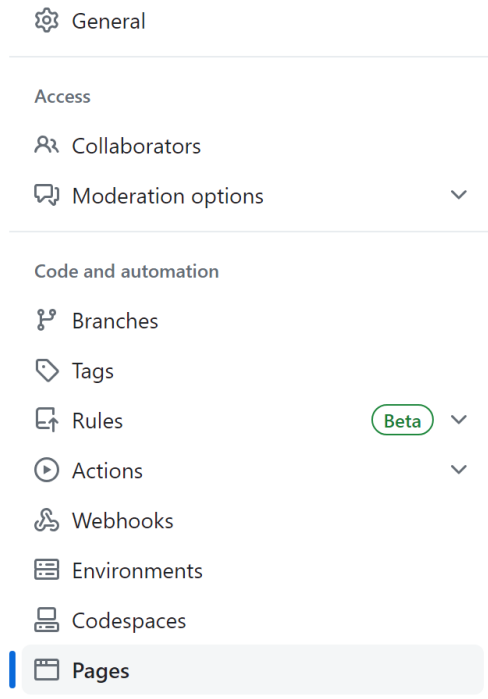 General
Access
Collaborators
Moderation options
Code and automation
Branches
Tags
Rules Beta
Actions
Webhooks
Environments
Codespaces
Pages